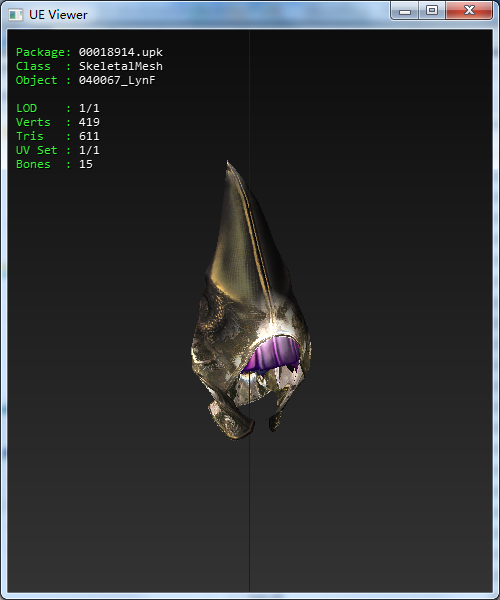 UE Viewer
Package: 00018914.upk
Class : SkeletalMesh
Object : 040067_LynF
LOD : 1/1
Verts : 419
Tris : 611
UV Set : 1/1
Bones : 15